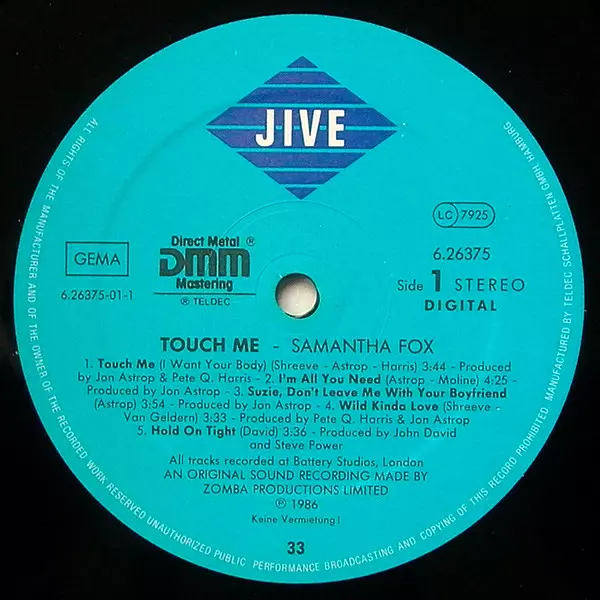 JIVE
LC 7925
GEMA
6.26375-01-1
Direct Metal ®
DMM
Mastering
℗ TELDEC
6.26375
Side 1 STEREO
DIGITAL
TOUCH ME - SAMANTHA FOX
1. Touch Me (I Want Your Body) (Shreeve - Astrop - Harris) 3:44 - Produced
by Jon Astrop & Pete Q. Harris - 2. I'm All You Need (Astrop - Moline) 4:25 -
Produced by Jon Astrop - 3. Suzie, Don't Leave Me With Your Boyfriend
(Astrop) 3:54 - Produced by Jon Astrop - 4. Wild Kinda Love (Shreeve -
Van Geldern) 3:33 - Produced by Pete Q. Harris & Jon Astrop
5. Hold On Tight (David) 3:36 - Produced by John David
and Steve Power
All tracks recorded at Battery Studios, London
AN ORIGINAL SOUND RECORDING MADE BY
ZOMBA PRODUCTIONS LIMITED
℗ 1986
Keine Vermietung!
33
ALL RIGHTS OF THE MANUFACTURER AND OF THE OWNER OF THE RECORDED WORK RESERVED UNAUTHORIZED PUBLIC PERFORMANCE BROADCASTING AND COPYING OF THIS RECORD PROHIBITED MANUFACTURED BY TELDEC SCHALLPLATTEN GMBH, HAMBURG